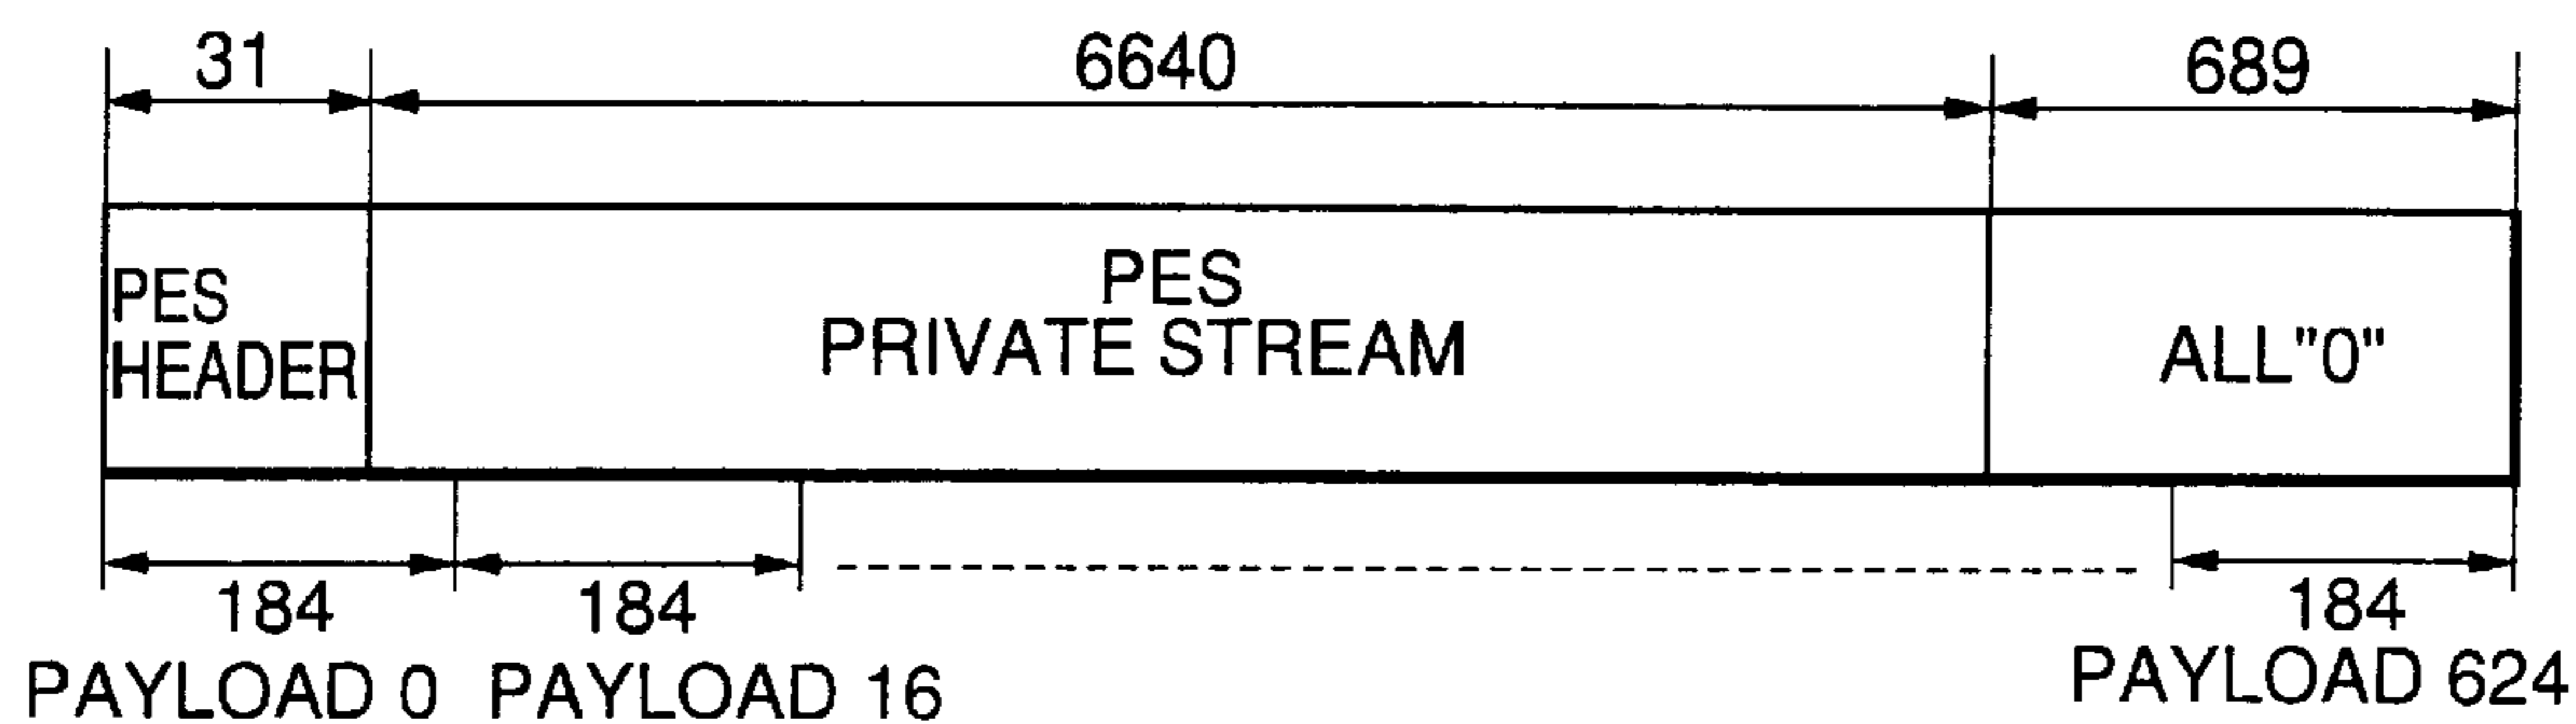 31 6640 689
PES
HEADER
PES
PRIVATE STREAM
ALL"0"
184 184 184
PAYLOAD 0 PAYLOAD 16 PAYLOAD 624